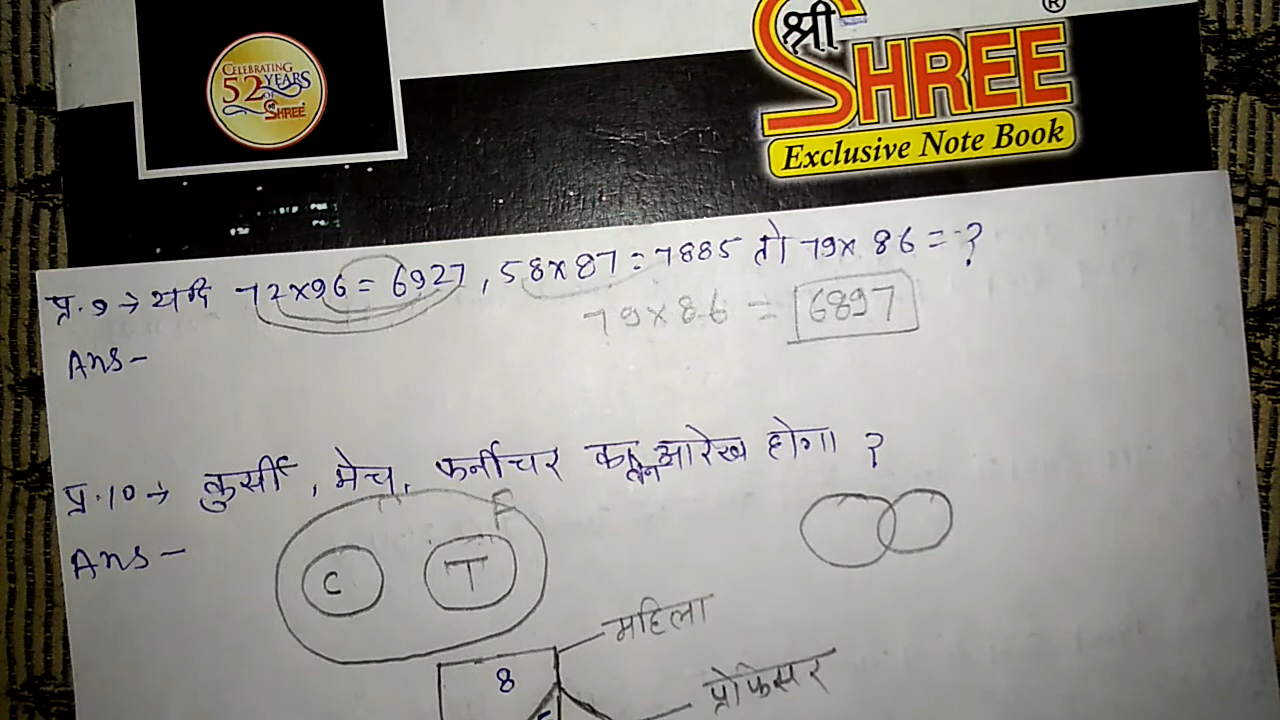 CELEBRATING
52 YEARS
OF
श्री
SHREE
श्री
SHREE ®
Exclusive Note Book
प्र.9 → यदि 72×96 = 6927, 58×87 = 7885 तो 79× 86 = ?
79×86 = 6897
Ans -
प्र.10 → कुर्सी, मेच, फर्नीचर का वेन आरेख होगा ?
Ans -
F
C T
महिला
8
प्रोफेसर